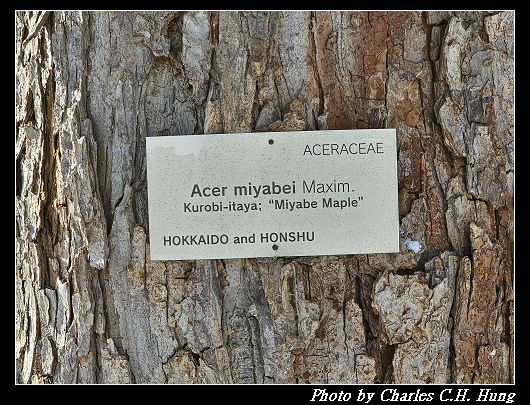 ACERACEAE
Acer miyabei Maxim.
Kurobi-itaya; "Miyabe Maple"
HOKKAIDO and HONSHU
Photo by Charles C.H. Hung